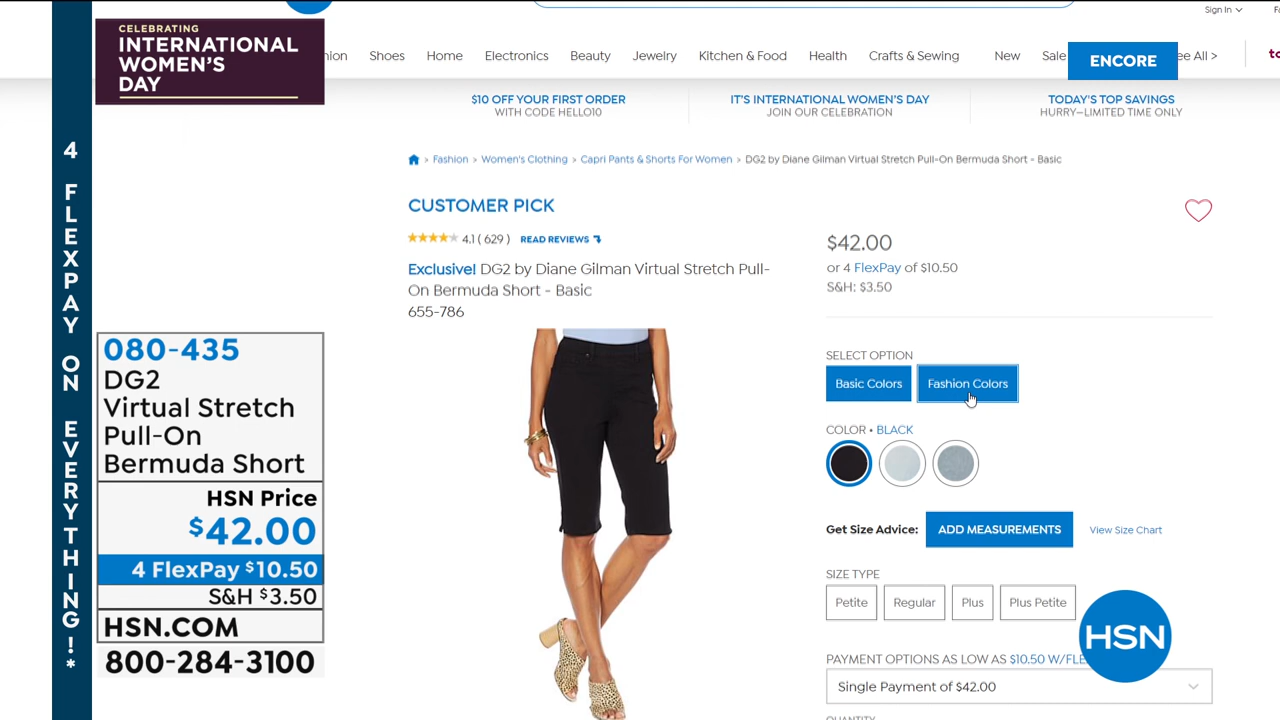 CELEBRATING
INTERNATIONAL
WOMEN'S
DAY
4 FLEXPAY ON EVERYTHING!*
080-435
DG2
Virtual Stretch
Pull-On
Bermuda Short
HSN Price
$42.00
4 FlexPay $10.50
S&H $3.50
HSN.COM
800-284-3100
Sign In
Shoes
Home
Electronics
Beauty
Jewelry
Kitchen & Food
Health
Crafts & Sewing
New
Sale
ENCORE
All >
$10 OFF YOUR FIRST ORDER
WITH CODE HELLO10
IT'S INTERNATIONAL WOMEN'S DAY
JOIN OUR CELEBRATION
TODAY'S TOP SAVINGS
HURRY—LIMITED TIME ONLY
> Fashion > Women's Clothing > Capri Pants & Shorts For Women > DG2 by Diane Gilman Virtual Stretch Pull-On Bermuda Short - Basic
CUSTOMER PICK
4.1 ( 629 ) READ REVIEWS
Exclusive! DG2 by Diane Gilman Virtual Stretch Pull-
On Bermuda Short - Basic
655-786
$42.00
or 4 FlexPay of $10.50
S&H: $3.50
SELECT OPTION
Basic Colors
Fashion Colors
COLOR • BLACK
Get Size Advice: ADD MEASUREMENTS View Size Chart
SIZE TYPE
Petite
Regular
Plus
Plus Petite
HSN
PAYMENT OPTIONS AS LOW AS $10.50 W/FLE
Single Payment of $42.00
QUANTITY